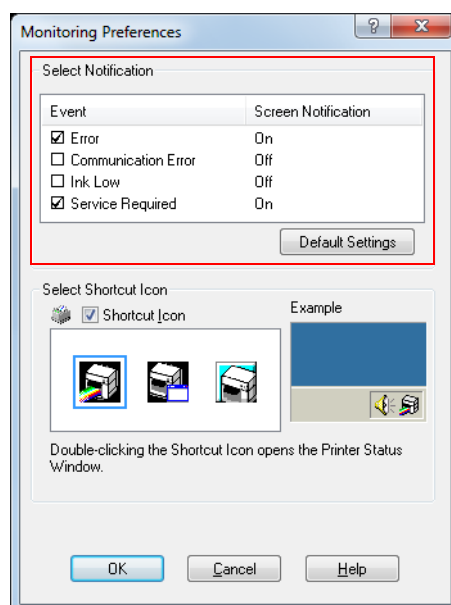 Monitoring Preferences
?
Select Notification
Event Screen Notification
Error On
Communication Error Off
Ink Low Off
Service Required On
Default Settings
Select Shortcut Icon
Shortcut Icon Example
Double-clicking the Shortcut Icon opens the Printer Status
Window.
OK Cancel Help